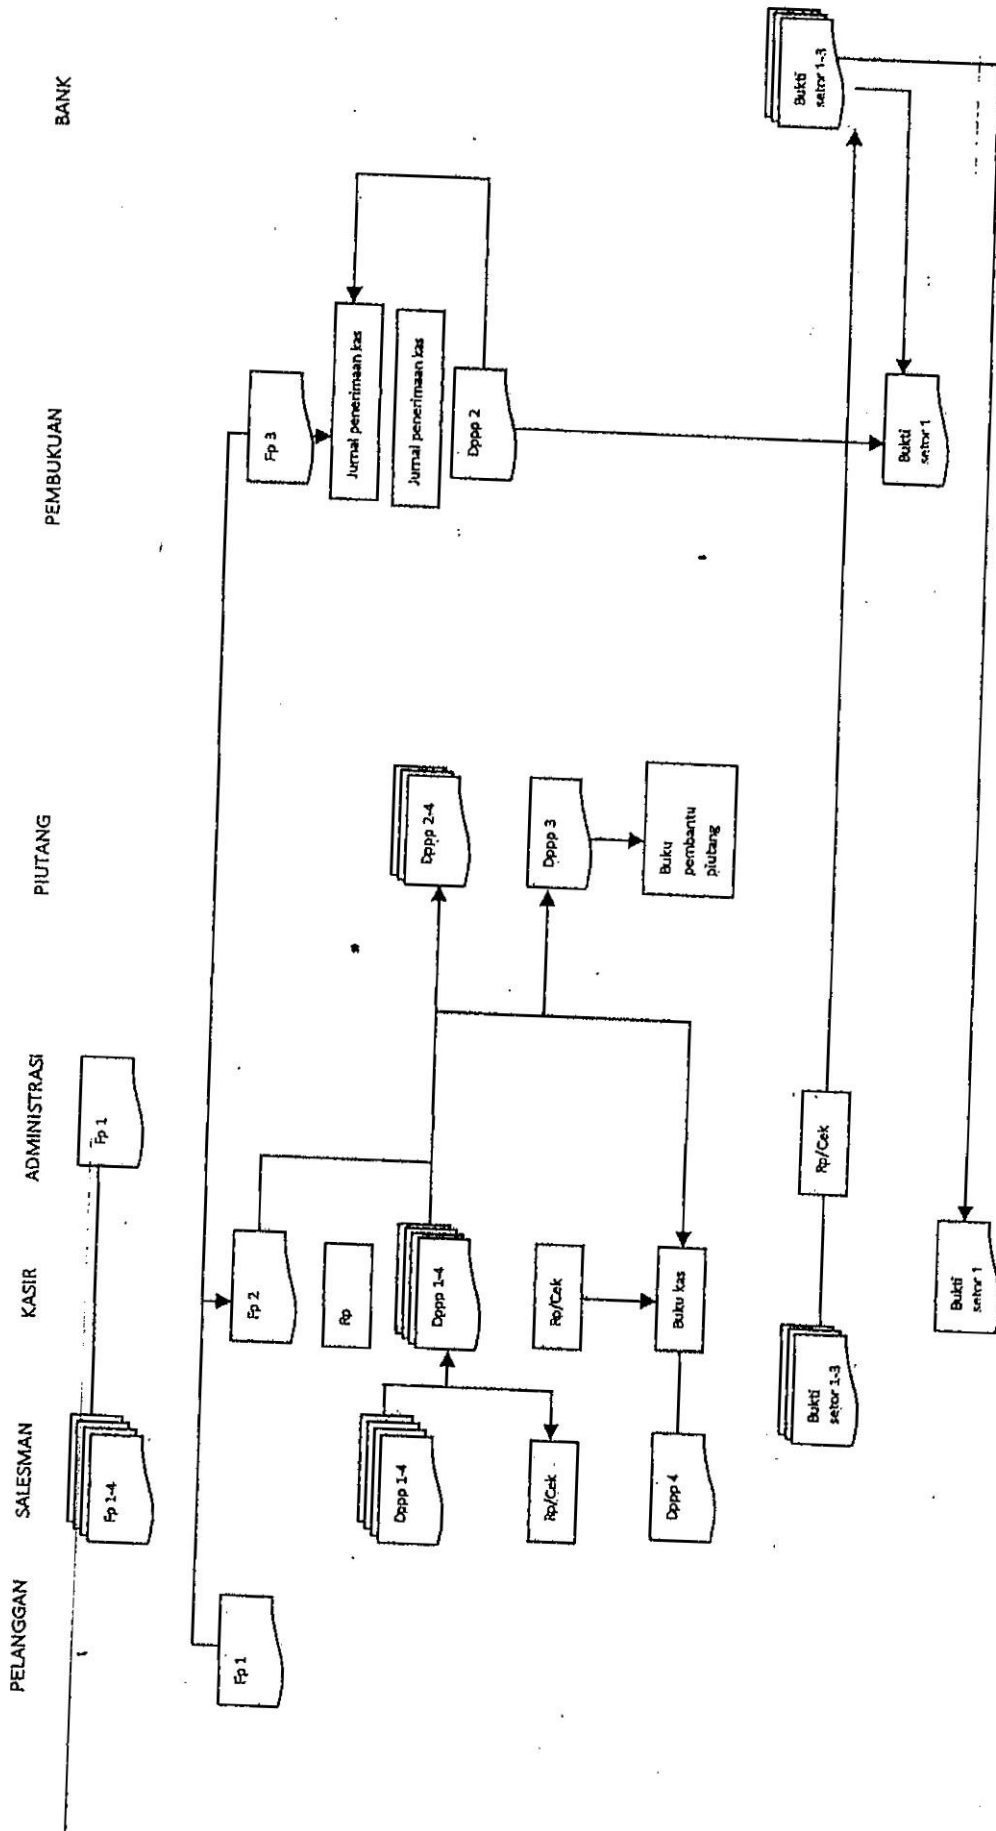 PELANGGAN
SALESMAN
KASIR
ADMINISTRASI
PIUTANG
PEMBUKUAN
BANK
Fp 1-4
Fp 1
Fp 1
Fp 2
Fp 3
Rp
Jurnal penerimaan kas
Jurnal penerimaan kas
Dppp 1-4
Dppp 1-4
Dppp 2-4
Dppp 2
Rp/Cek
Rp/Cek
Dppp 3
Dppp 4
Buku kas
Buku
pembantu
piutang
Bukti
setor 1-3
Rp/Cek
Bukti
setor 1-3
Bukti
setor 1
Bukti
setor 1